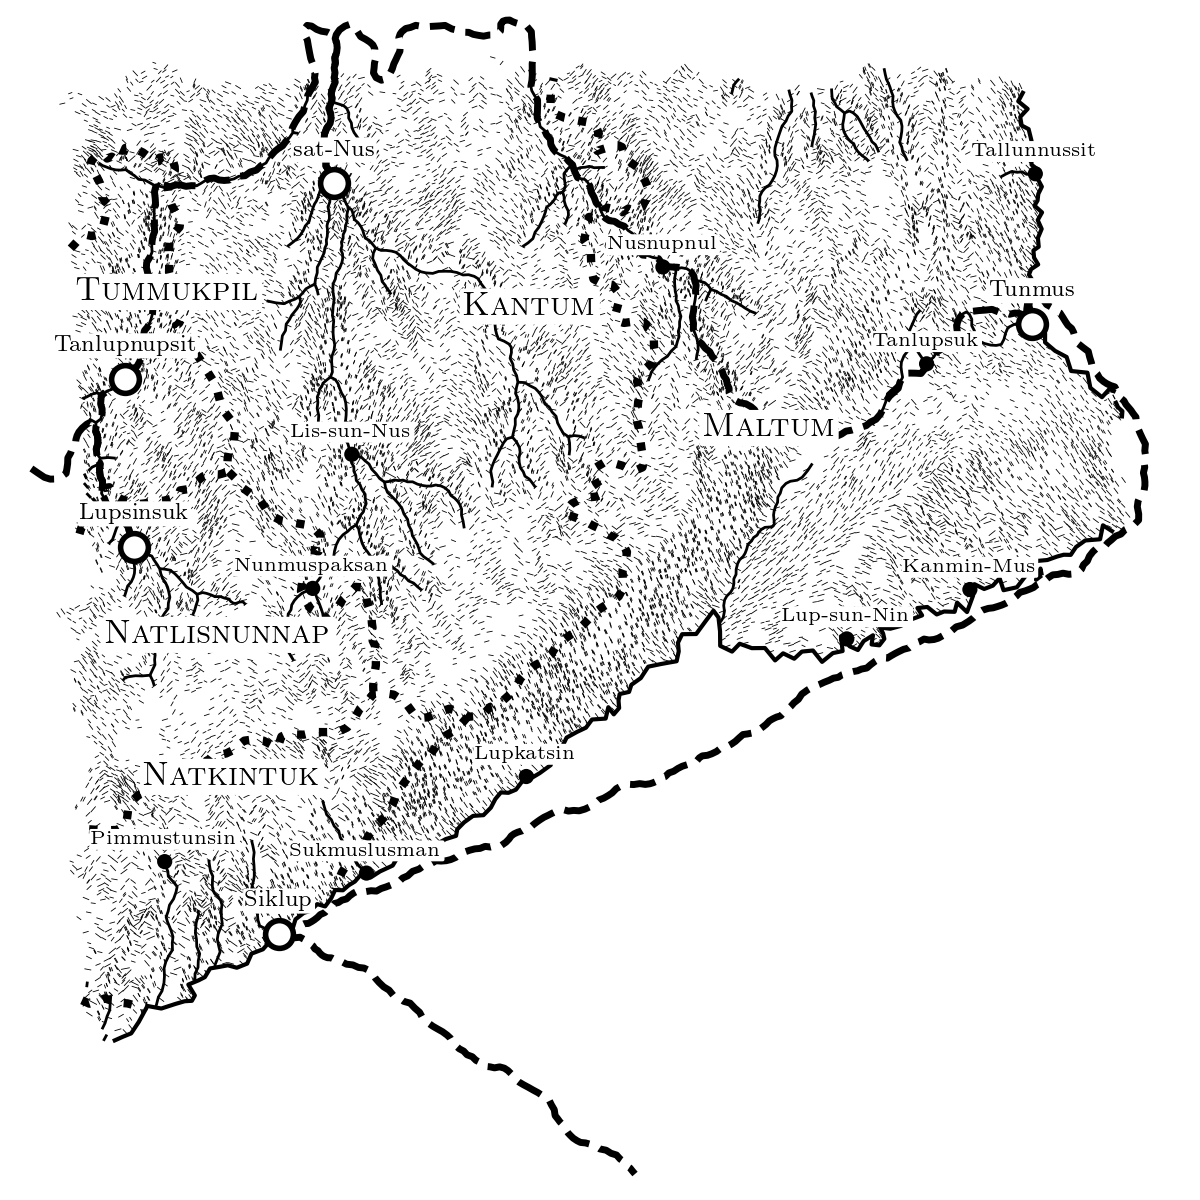 sat-Nus
Tallunnussit
Nusnupnul
Tummukpil
Tunmus
Kantum
Tanlupnupsit
Tanlupsuk
Maltum
Lis-sun-Nus
Lupsinsuk
Nunmuspaksan
Kanmin-Mus
Lup-sun-Nin
Natlisnunnap
Lupkatsin
Natkintuk
Pimmustunsin
Sukmuslusman
Siklup